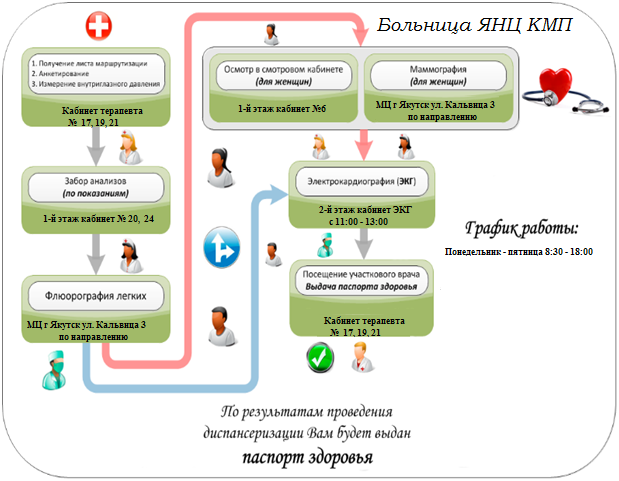 Больница ЯНЦ КМП
1. Получение листа маршрутизации
2. Анкетирование
3. Измерение внутриглазного давления
Кабинет терапевта
№ 17, 19, 21
Забор анализов
(по показаниям)
1-й этаж кабинет № 20, 24
Флюорография легких
МЦ г Якутск ул. Кальвица 3
по направлению
Осмотр в смотровом кабинете
(для женщин)
1-й этаж кабинет №6
Маммография
(для женщин)
МЦ г Якутск ул. Кальвица 3
по направлению
Электрокардиография (ЭКГ)
2-й этаж кабинет ЭКГ
с 11:00 - 13:00
Посещение участкового врача
Выдача паспорта здоровья
Кабинет терапевта
№ 17, 19, 21
График работы:
Понедельник - пятница 8:30 - 18:00
По результатам проведения
диспансеризации Вам будет выдан
паспорт здоровья